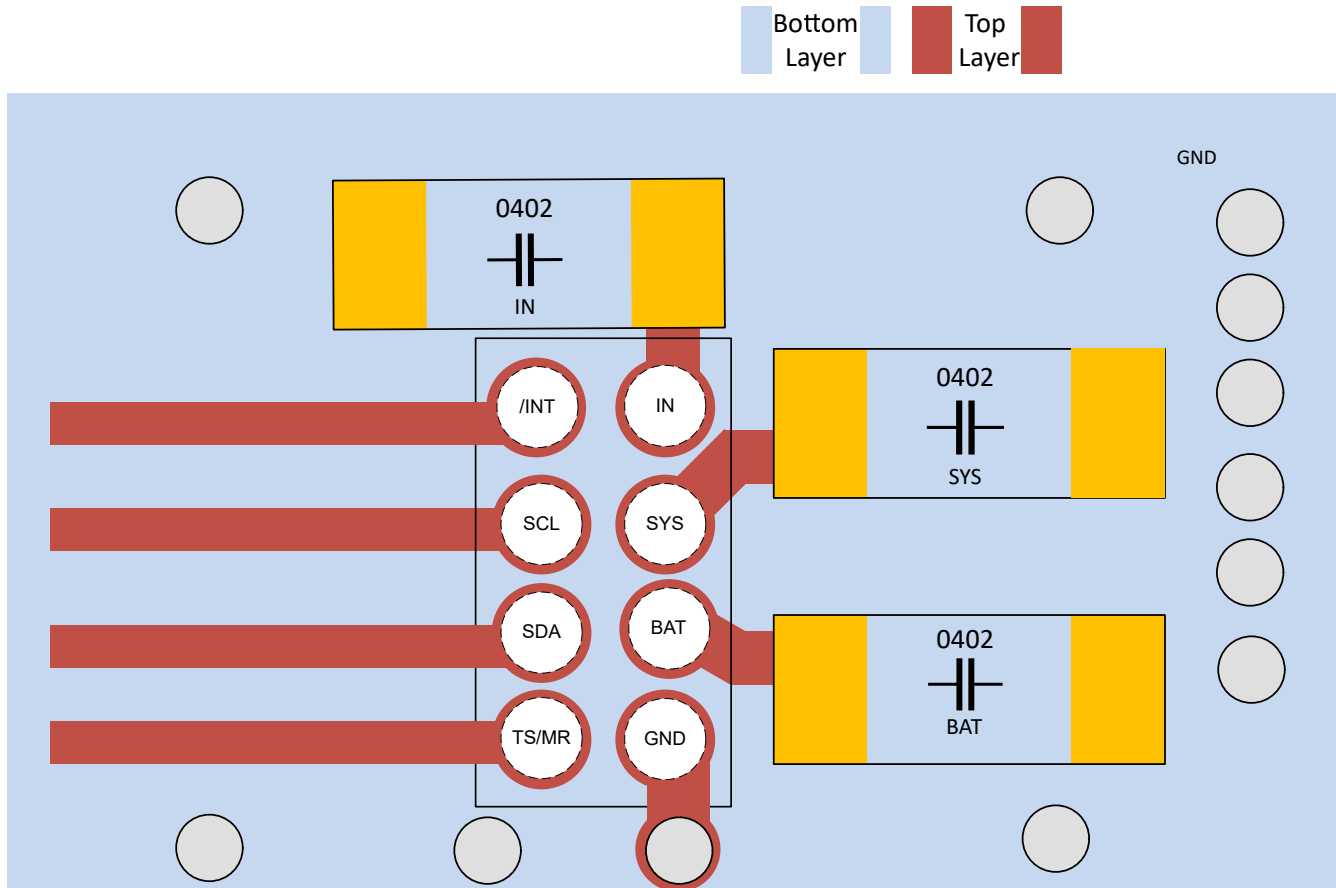 Bottom
Layer
Top
Layer
GND
0402
IN
/INT
IN
0402
SYS
SCL
SYS
SDA
BAT
0402
BAT
TS/MR
GND